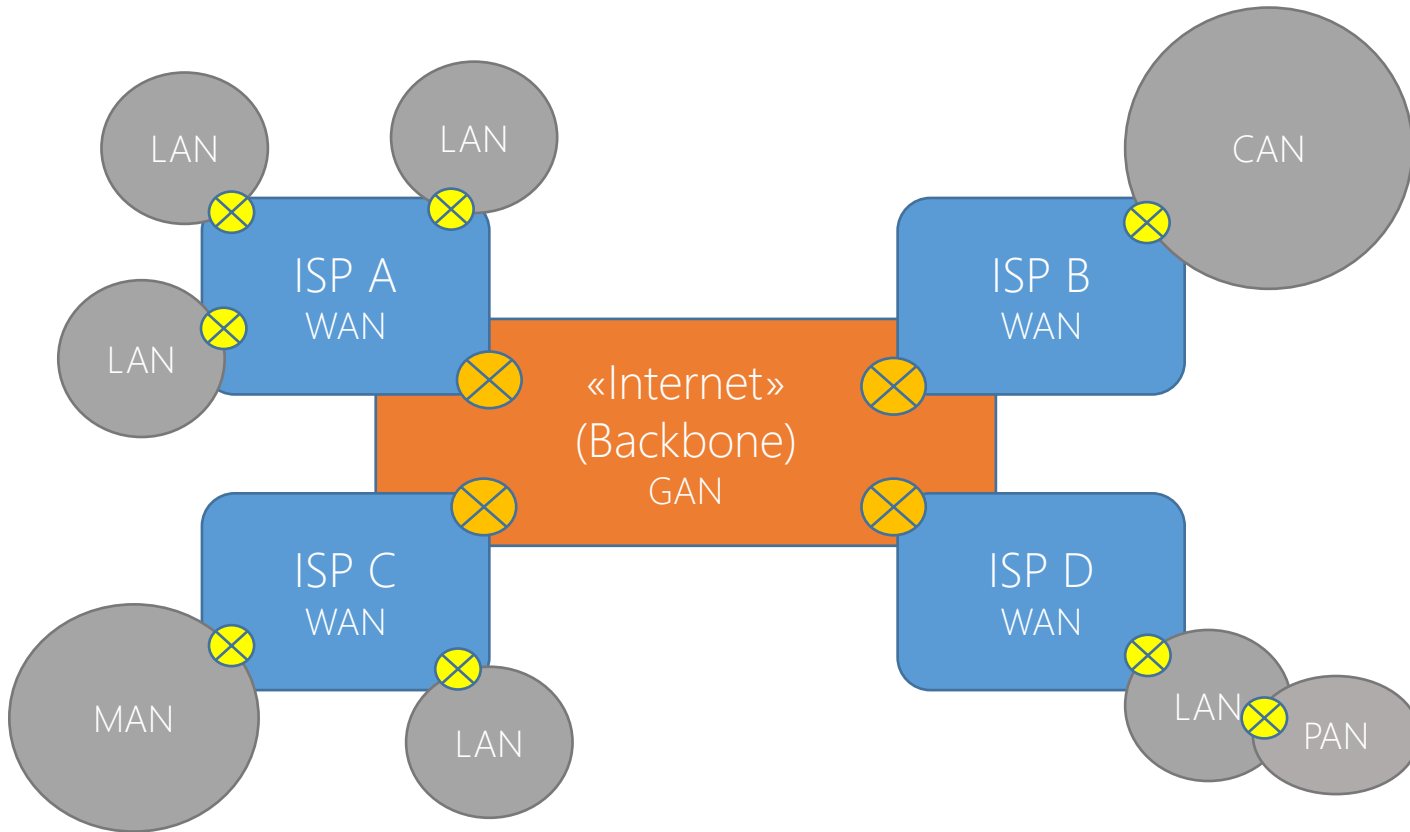 LAN
LAN
CAN
ISP A
WAN
ISP B
WAN
LAN
«Internet»
(Backbone)
GAN
ISP C
WAN
ISP D
WAN
MAN
LAN
LAN
PAN